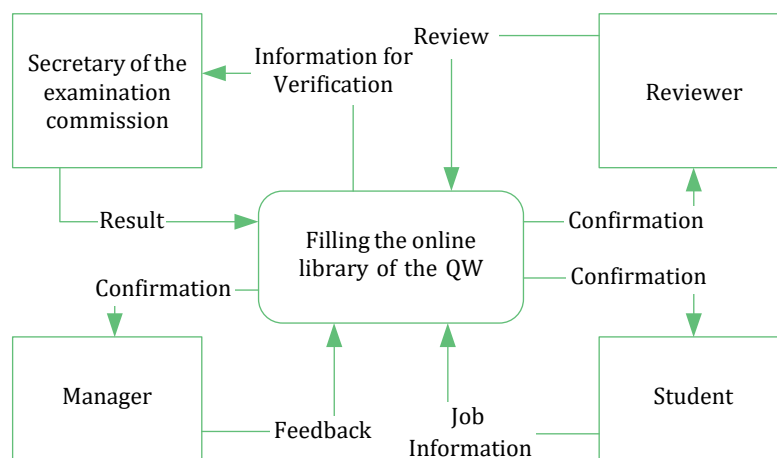 Secretary of the
examination
commission
Information for
Verification
Review
Reviewer
Result
Filling the online
library of the QW
Confirmation
Confirmation
Confirmation
Manager
Feedback
Job
Information
Student